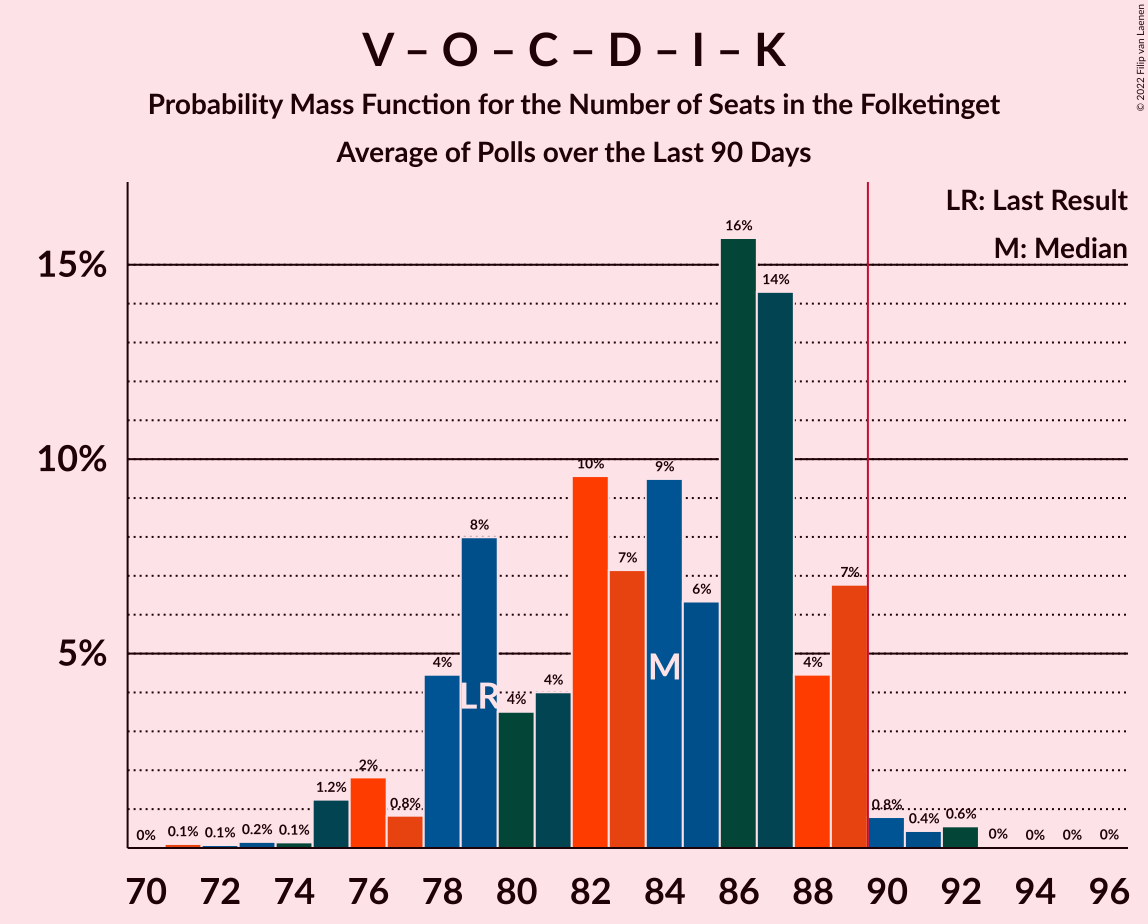 V – O – C – D – I – K
Probability Mass Function for the Number of Seats in the Folketinget
Average of Polls over the Last 90 Days
© 2022 Filip van Laenen
LR: Last Result
M: Median
15%
10%
5%
0% 0.1% 0.1% 0.2% 0.1% 1.2% 2% 0.8% 4% 8% 4% 4% 10% 7% 9% 6% 16% 14% 4% 7% 0.8% 0.4% 0.6% 0% 0% 0% 0%
LR
M
70 72 74 76 78 80 82 84 86 88 90 92 94 96